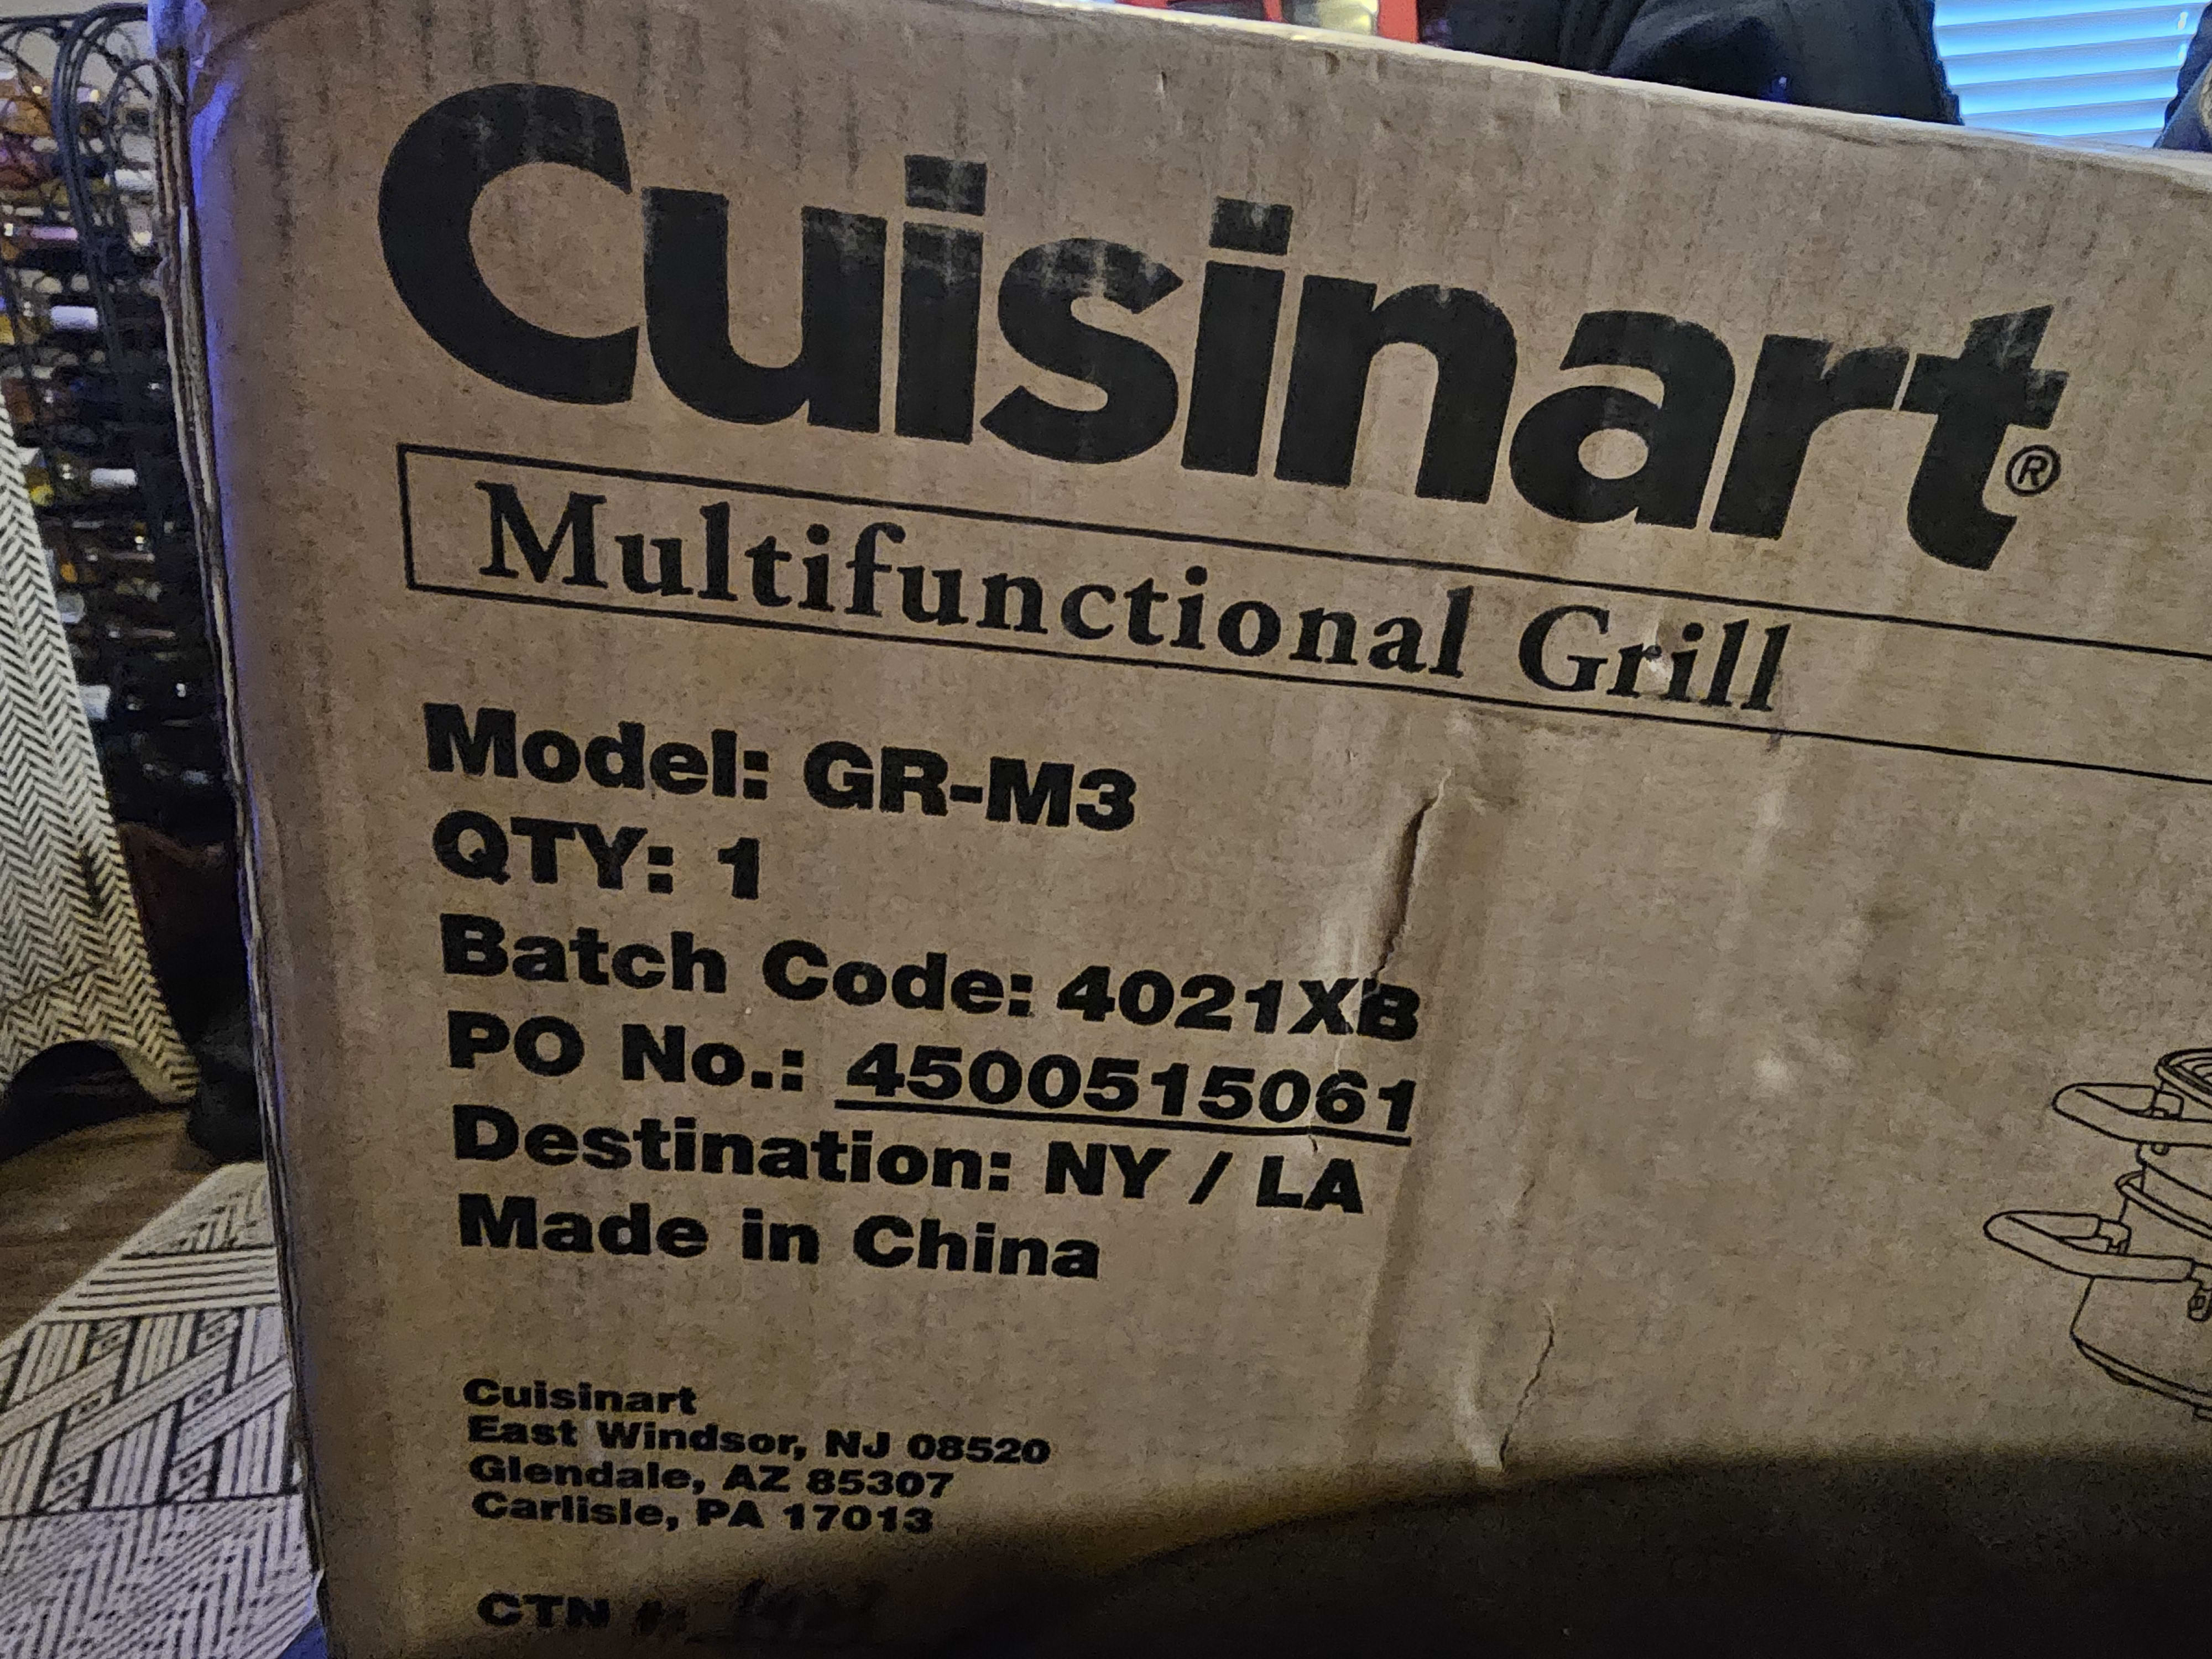 Cuisinart®
Multifunctional Grill
Model: GR-M3
QTY: 1
Batch Code: 4021XB
PO No.: 4500515061
Destination: NY / LA
Made in China
Cuisinart
East Windsor, NJ 08520
Glendale, AZ 85307
Carlisle, PA 17013
CTN #: